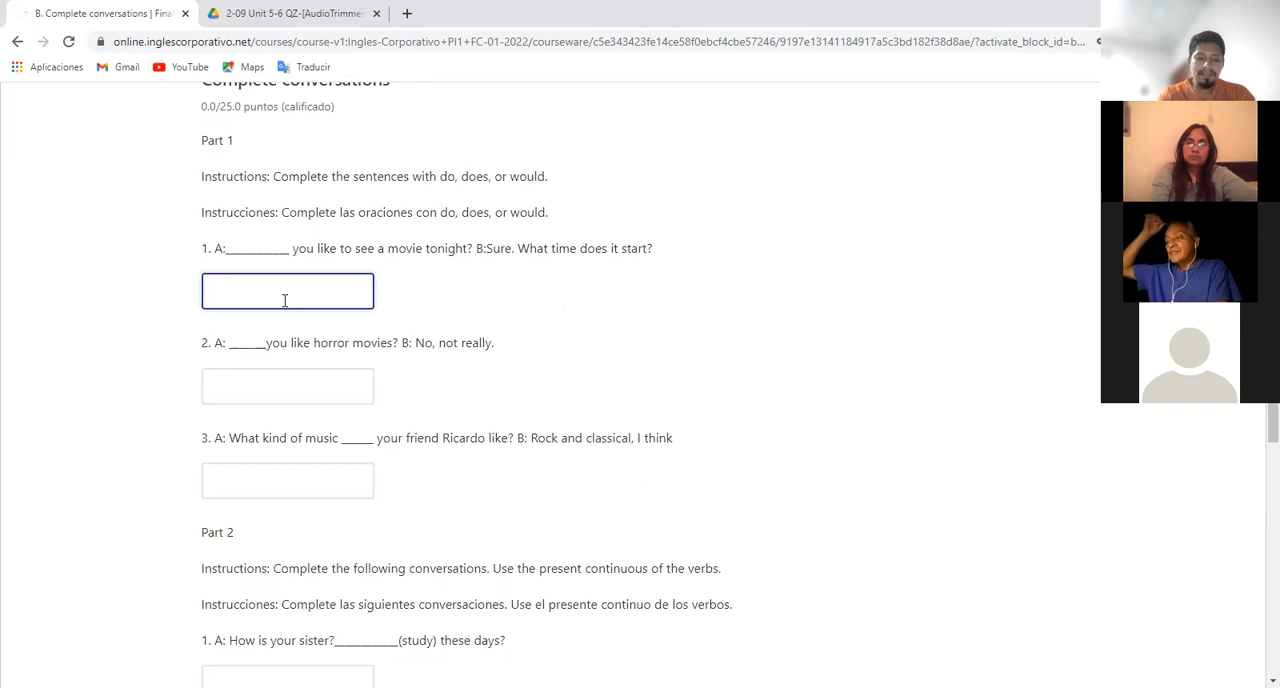 B. Complete conversations | Fina
2-09 Unit 5-6 QZ-[AudioTrimme
online.inglescorporativo.net/courses/course-v1:Ingles-Corporativo+PI1+FC-01-2022/courseware/c5e343423fe14ce58f0ebcf4cbe57246/9197e13141184917a5c3bd182f38d8ae/?activate_block_id=b...
Aplicaciones Gmail YouTube Maps Traducir
Complete conversations
0.0/25.0 puntos (calificado)
Part 1
Instructions: Complete the sentences with do, does, or would.
Instrucciones: Complete las oraciones con do, does, or would.
1. A:___________ you like to see a movie tonight? B:Sure. What time does it start?
2. A: ______you like horror movies? B: No, not really.
3. A: What kind of music _____ your friend Ricardo like? B: Rock and classical, I think
Part 2
Instructions: Complete the following conversations. Use the present continuous of the verbs.
Instrucciones: Complete las siguientes conversaciones. Use el presente continuo de los verbos.
1. A: How is your sister?___________(study) these days?